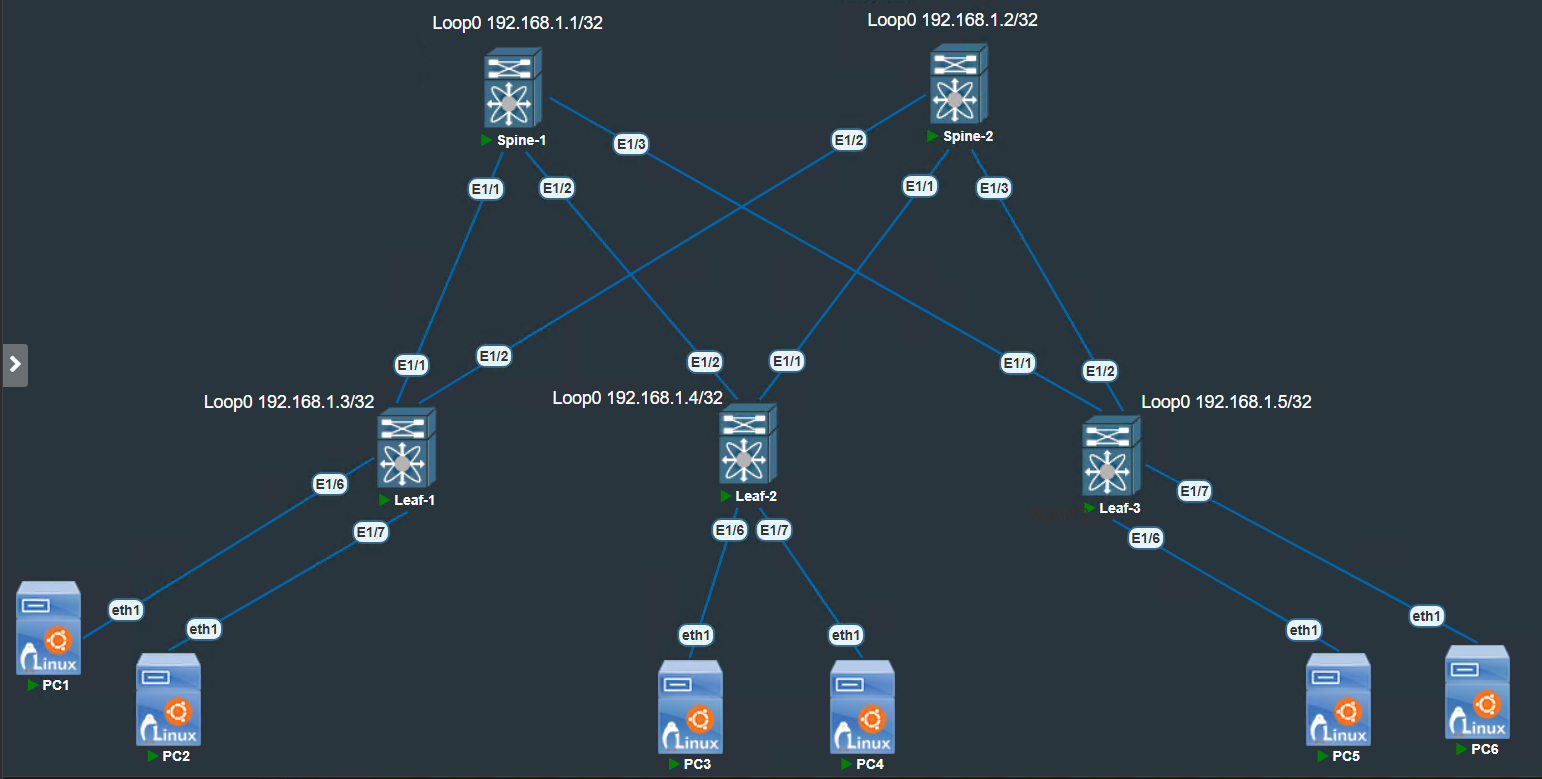 Loop0 192.168.1.1/32
Loop0 192.168.1.2/32
Spine-1
Spine-2
E1/3
E1/2
E1/1
E1/2
E1/1
E1/3
E1/1
E1/2
E1/2
E1/1
E1/1
E1/2
Loop0 192.168.1.3/32
Loop0 192.168.1.4/32
Loop0 192.168.1.5/32
Leaf-1
Leaf-2
Leaf-3
E1/6
E1/7
E1/6
E1/7
E1/7
E1/6
eth1
eth1
eth1
eth1
eth1
eth1
Linux
PC1
Linux
PC2
Linux
PC3
Linux
PC4
Linux
PC5
Linux
PC6